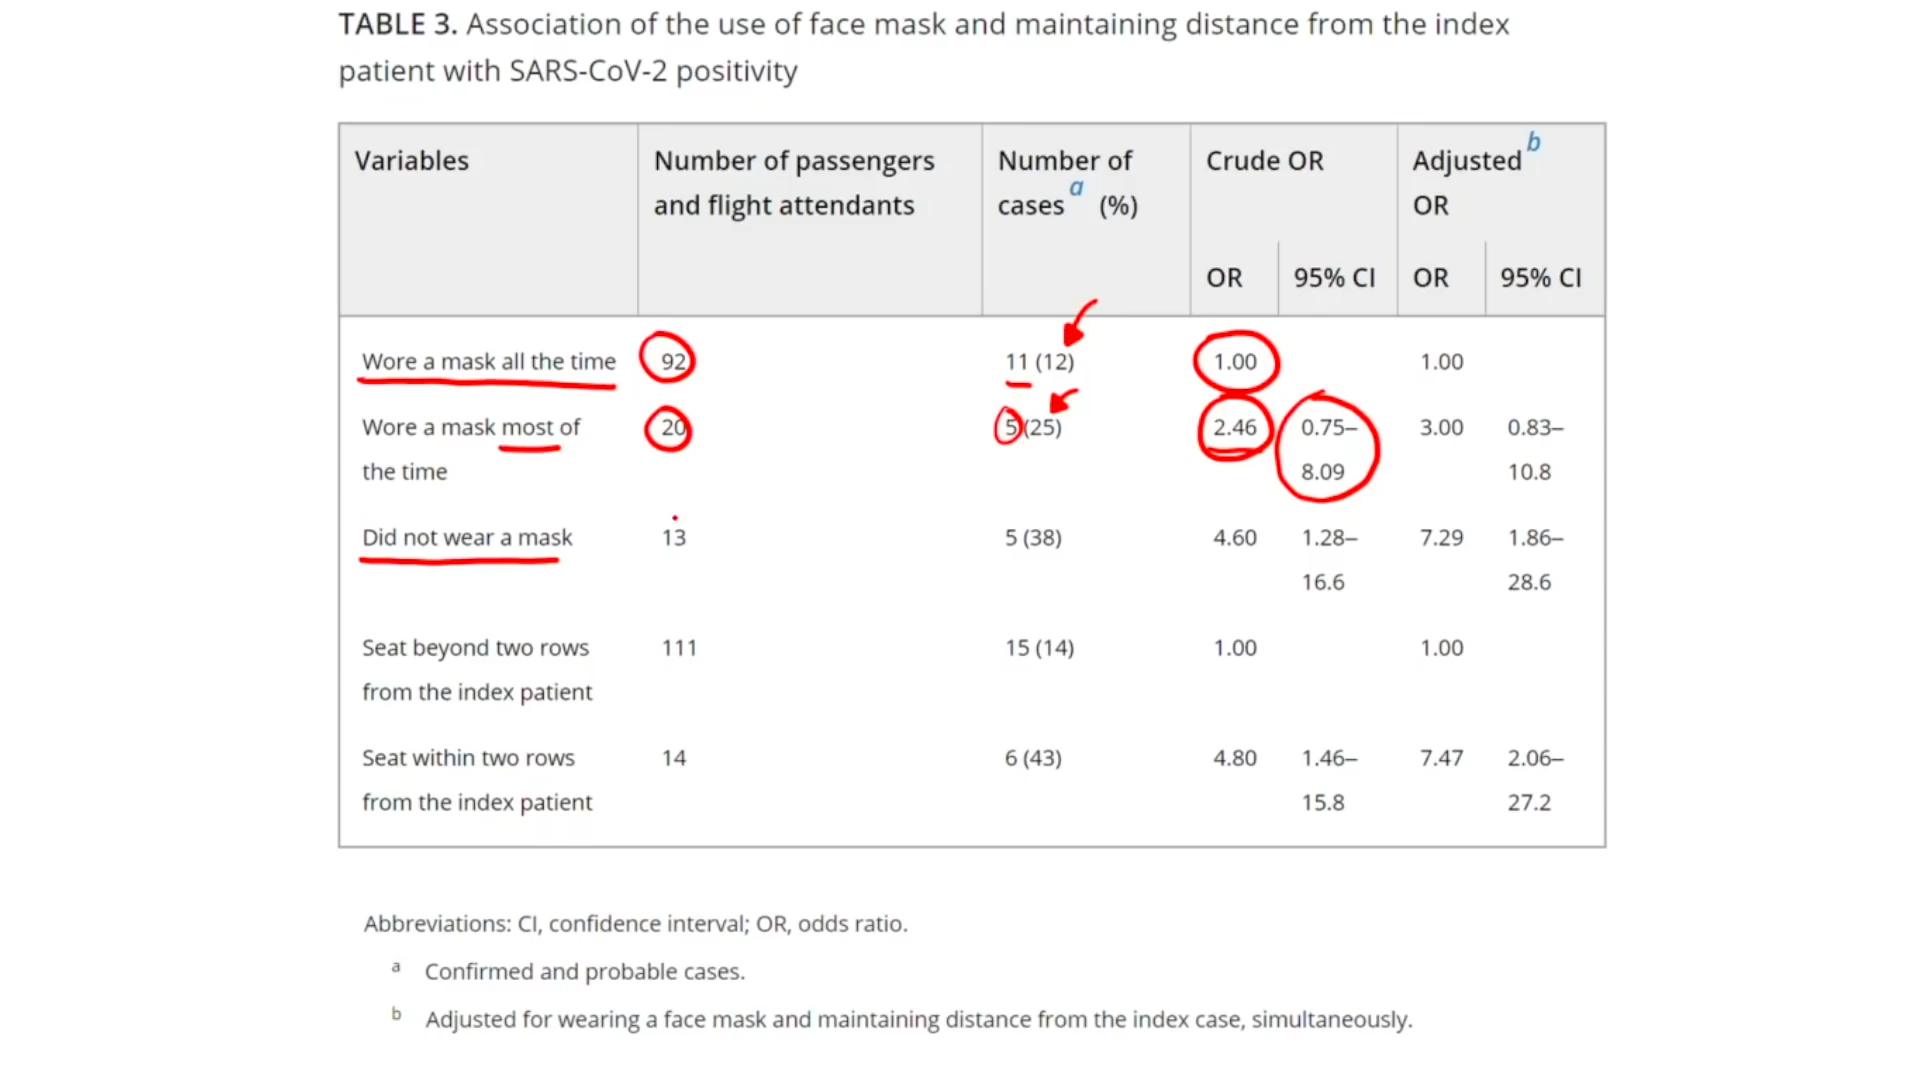 TABLE 3. Association of the use of face mask and maintaining distance from the index
patient with SARS-CoV-2 positivity
Variables Number of passengers Number of Crude OR Adjusted b
and flight attendants cases a (%) OR
OR 95% CI OR 95% CI
Wore a mask all the time 92 11 (12) 1.00 1.00
Wore a mask most of 20 5 (25) 2.46 0.75– 3.00 0.83–
the time 8.09 10.8
Did not wear a mask 13 5 (38) 4.60 1.28– 7.29 1.86–
16.6 28.6
Seat beyond two rows 111 15 (14) 1.00 1.00
from the index patient
Seat within two rows 14 6 (43) 4.80 1.46– 7.47 2.06–
from the index patient 15.8 27.2
Abbreviations: CI, confidence interval; OR, odds ratio.
a Confirmed and probable cases.
b Adjusted for wearing a face mask and maintaining distance from the index case, simultaneously.